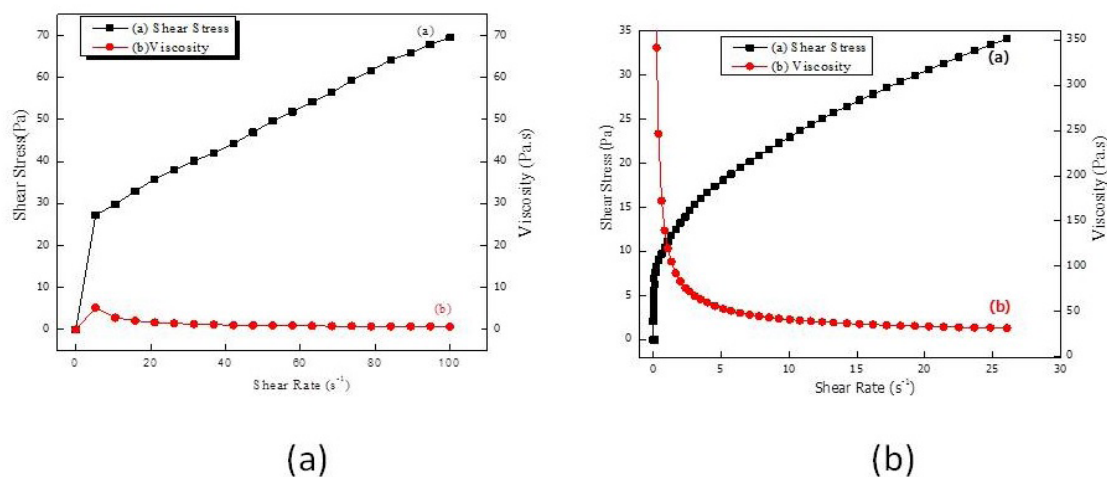 (a) Shear Stress
(b)Viscosity
(a)
(b)
Shear Stress(Pa)
Viscosity (Pa.s)
70
60
50
40
30
20
10
0
70
60
50
40
30
20
10
0
0 20 40 60 80 100
Shear Rate (s⁻¹)
(a)
(a) Shear Stress
(b) Viscosity
(a)
(b)
Shear Stress (Pa)
Viscosity (Pa.s)
35
30
25
20
15
10
5
0
350
300
250
200
150
100
50
0
0 5 10 15 20 25 30
Shear Rate (s⁻¹)
(b)